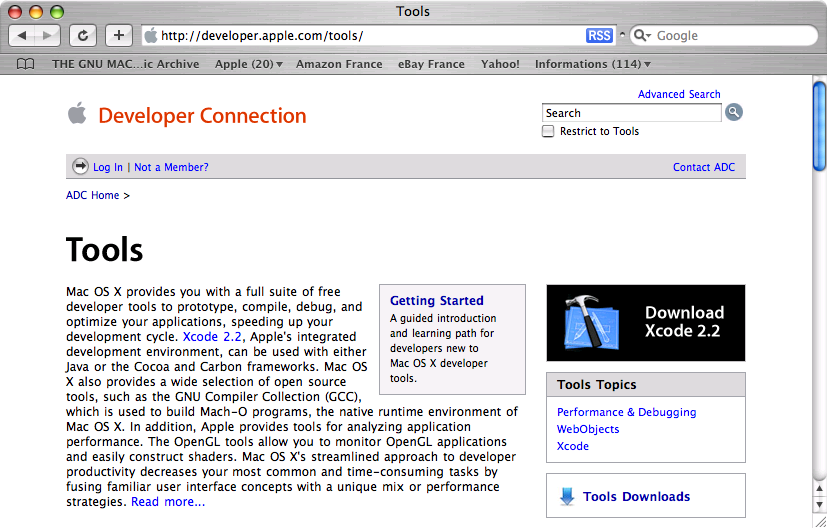 Tools
http://developer.apple.com/tools/ RSS Google
THE GNU MAC...ic Archive Apple (20) Amazon France eBay France Yahoo! Informations (114)
Advanced Search
Developer Connection
Search
Restrict to Tools
Log In | Not a Member? Contact ADC
ADC Home >
Tools
Mac OS X provides you with a full suite of free
developer tools to prototype, compile, debug, and
optimize your applications, speeding up your
development cycle. Xcode 2.2, Apple's integrated
development environment, can be used with either
Java or the Cocoa and Carbon frameworks. Mac OS
X also provides a wide selection of open source
tools, such as the GNU Compiler Collection (GCC),
which is used to build Mach-O programs, the native runtime environment of
Mac OS X. In addition, Apple provides tools for analyzing application
performance. The OpenGL tools allow you to monitor OpenGL applications
and easily construct shaders. Mac OS X's streamlined approach to developer
productivity decreases your most common and time-consuming tasks by
fusing familiar user interface concepts with a unique mix or performance
strategies. Read more...
Getting Started
A guided introduction
and learning path for
developers new to
Mac OS X developer
tools.
Download
Xcode 2.2
Tools Topics
Performance & Debugging
WebObjects
Xcode
Tools Downloads